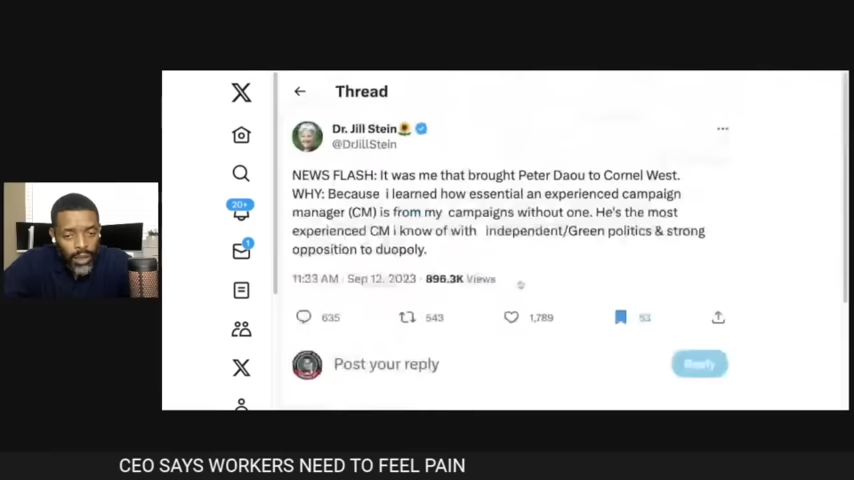 Thread
Dr. Jill Stein🌻
@DrJillStein
NEWS FLASH: It was me that brought Peter Daou to Cornel West.
WHY: Because i learned how essential an experienced campaign
manager (CM) is from my campaigns without one. He's the most
experienced CM i know of with independent/Green politics & strong
opposition to duopoly.
11:23 AM · Sep 12, 2023 · 896.3K Views
20+
1
635 543 1,789 53
Post your reply
Reply
CEO SAYS WORKERS NEED TO FEEL PAIN